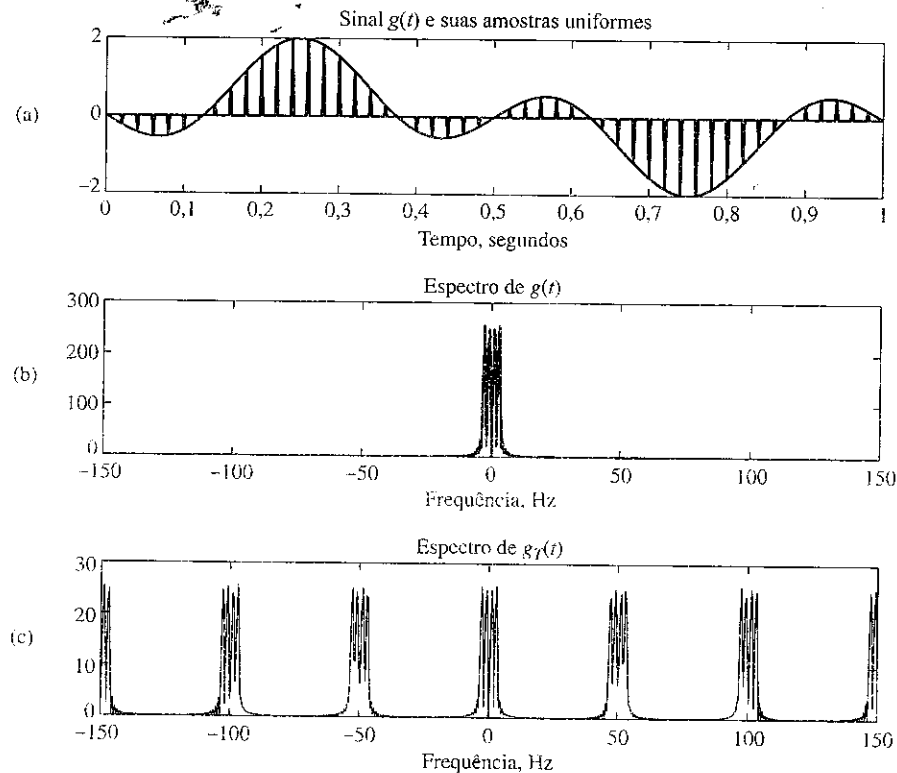 Sinal g(t) e suas amostras uniformes
(a)
2
0
−2
0 0,1 0,2 0,3 0,4 0,5 0,6 0,7 0,8 0,9 1
Tempo, segundos
Espectro de g(t)
(b)
300
200
100
0
−150 −100 −50 0 50 100 150
Frequência, Hz
Espectro de gT(t)
(c)
30
20
10
0
−150 −100 −50 0 50 100 150
Frequência, Hz